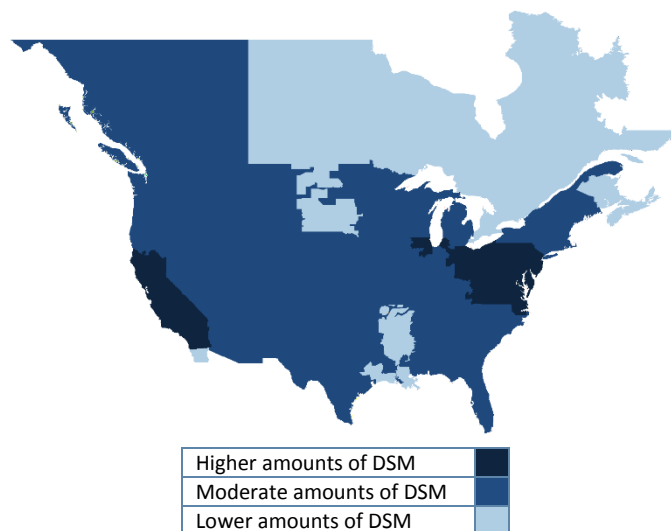 Higher amounts of DSM
Moderate amounts of DSM
Lower amounts of DSM